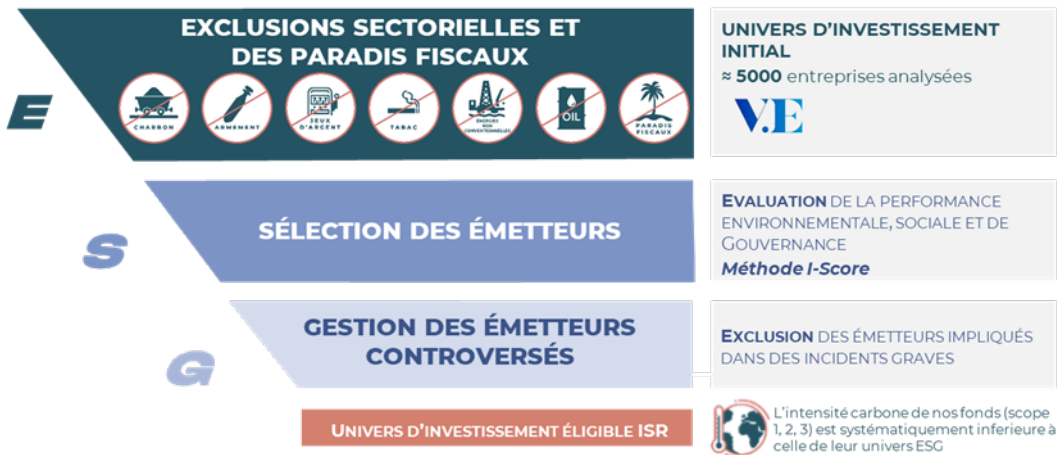 EXCLUSIONS SECTORIELLES ET
DES PARADIS FISCAUX
CHARBON
ARMEMENT
JEUX
D'ARGENT
TABAC
ÉNERGIES
NON
CONVENTIONNELLES
OIL
PARADIS
FISCAUX
E
UNIVERS D'INVESTISSEMENT
INITIAL
≈ 5000 entreprises analysées
V.E
S
SÉLECTION DES ÉMETTEURS
EVALUATION DE LA PERFORMANCE
ENVIRONNEMENTALE, SOCIALE ET DE
GOUVERNANCE
Méthode I-Score
G
GESTION DES ÉMETTEURS
CONTROVERSÉS
EXCLUSION DES ÉMETTEURS IMPLIQUÉS
DANS DES INCIDENTS GRAVES
UNIVERS D'INVESTISSEMENT ÉLIGIBLE ISR
L'intensité carbone de nos fonds (scope
1, 2, 3) est systématiquement inferieure à
celle de leur univers ESG